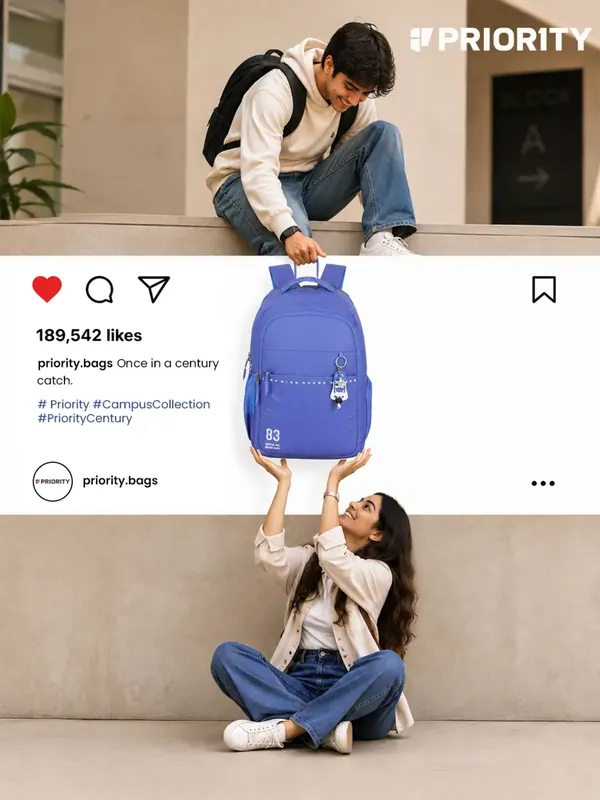 PRIORITY
BLOCK
A
189,542 likes
priority.bags Once in a century
catch.
# Priority #CampusCollection
#PriorityCentury
83
PRIORITY
priority.bags